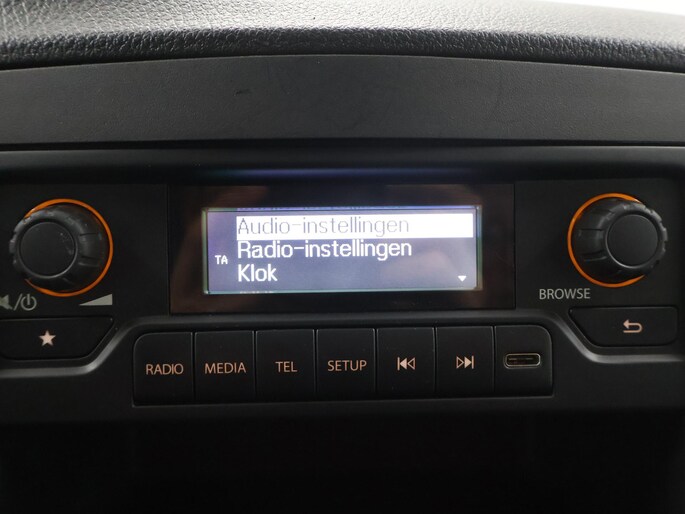 Audio-instellingen
Radio-instellingen
TA
Klok
BROWSE
RADIO MEDIA TEL SETUP